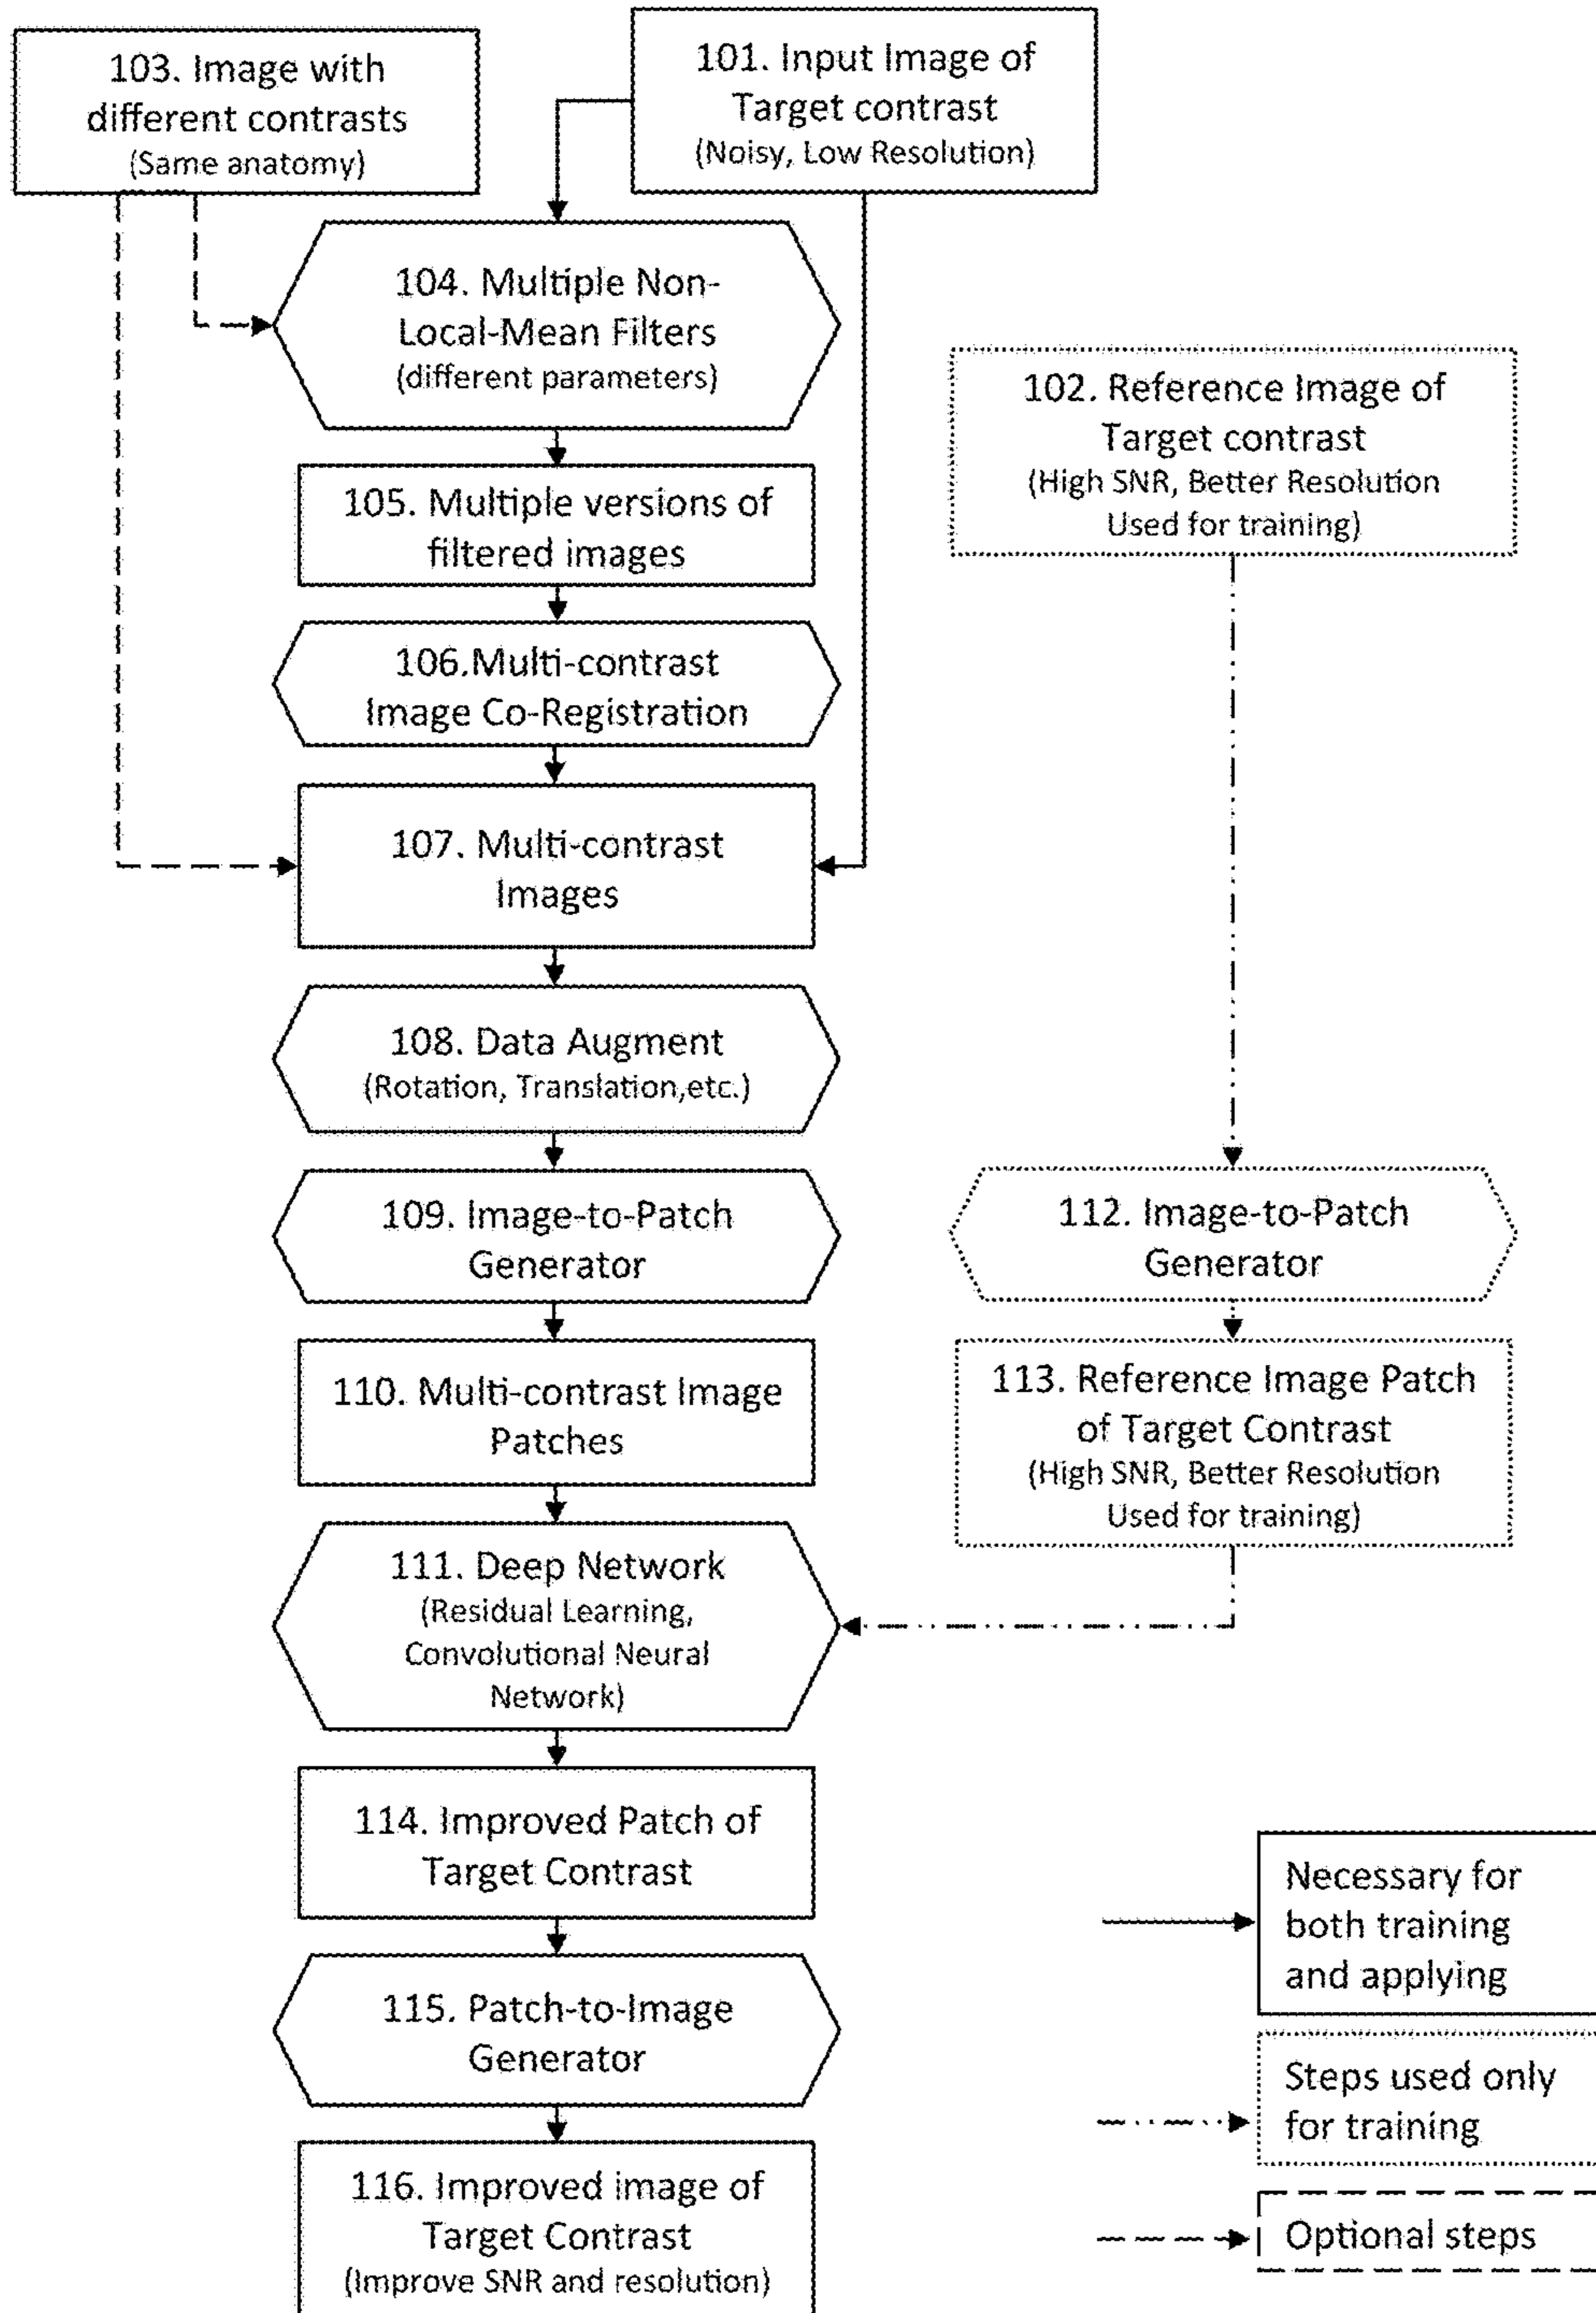 103. Image with
different contrasts
(Same anatomy)
101. Input Image of
Target contrast
(Noisy, Low Resolution)
104. Multiple Non-
Local-Mean Filters
(different parameters)
102. Reference Image of
Target contrast
(High SNR, Better Resolution
Used for training)
105. Multiple versions of
filtered images
106.Multi-contrast
Image Co-Registration
107. Multi-contrast
Images
108. Data Augment
(Rotation, Translation,etc.)
109. Image-to-Patch
Generator
112. Image-to-Patch
Generator
110. Multi-contrast Image
Patches
113. Reference Image Patch
of Target Contrast
(High SNR, Better Resolution
Used for training)
111. Deep Network
(Residual Learning,
Convolutional Neural
Network)
114. Improved Patch of
Target Contrast
115. Patch-to-Image
Generator
116. Improved image of
Target Contrast
(Improve SNR and resolution)
Necessary for
both training
and applying
Steps used only
for training
Optional steps